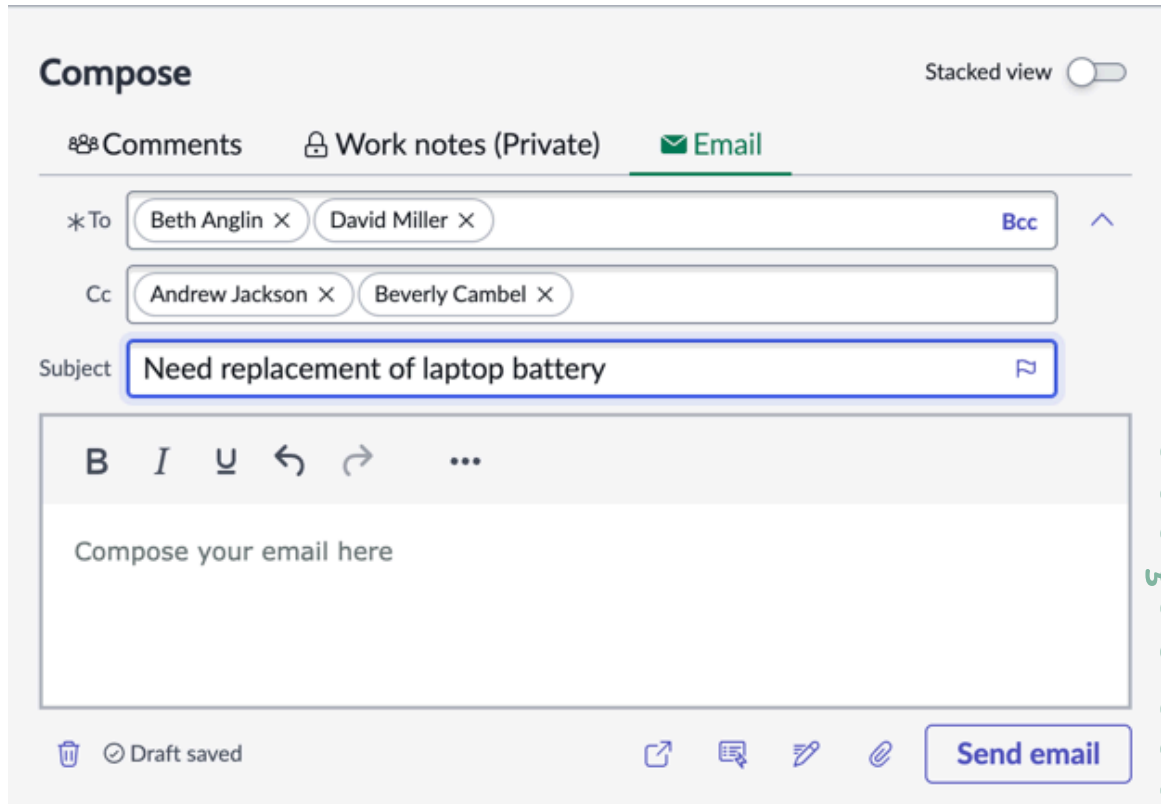 Compose
Stacked view
Comments Work notes (Private) Email
*To Beth Anglin × David Miller × Bcc
Cc Andrew Jackson × Beverly Cambel ×
Subject Need replacement of laptop battery
B I U •••
Compose your email here
Draft saved Send email